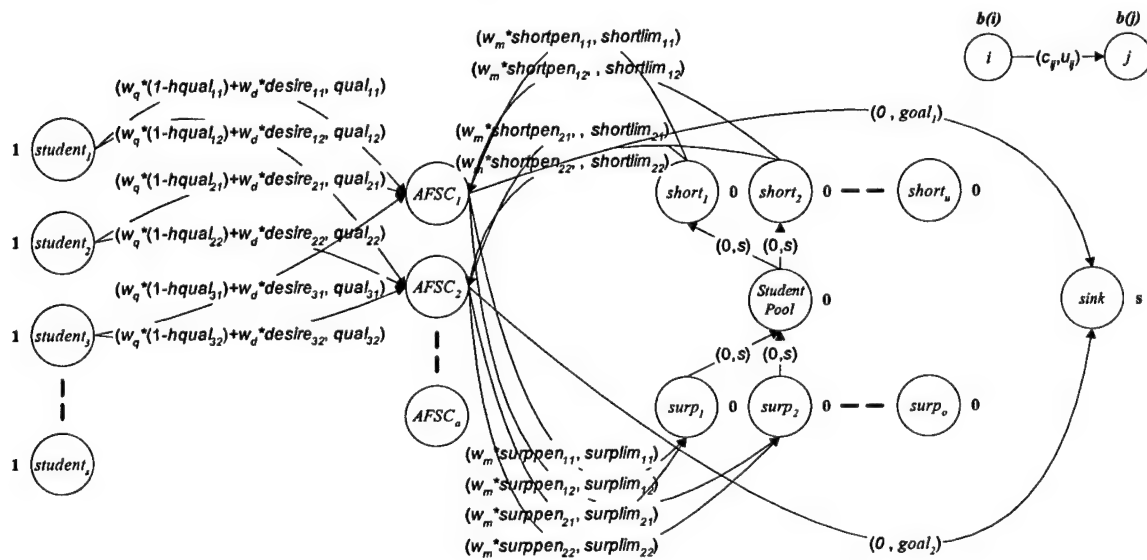 b(i) b(j)
i (c_ij, u_ij) j
(w_m*shortpen_11, shortlim_11)
(w_m*shortpen_12, , shortlim_12)
(w_m*shortpen_21, , shortlim_21)
(w_m*shortpen_22, , shortlim_22)
(0 , goal_1)
(w_q*(1-hqual_11)+w_d*desire_11, qual_11)
(w_q*(1-hqual_12)+w_d*desire_12, qual_12)
(w_q*(1-hqual_21)+w_d*desire_21, qual_21)
(w_q*(1-hqual_22)+w_d*desire_22, qual_22)
(w_q*(1-hqual_31)+w_d*desire_31, qual_31)
(w_q*(1-hqual_32)+w_d*desire_32, qual_32)
1 student_1
1 student_2
1 student_3
1 student_s
AFSC_1
AFSC_2
AFSC_a
short_1 0 short_2 0 short_u 0
(0,s) (0,s)
Student
Pool 0
sink s
(0,s) (0,s)
surp_1 0 surp_2 0 surp_o 0
(w_m*surppen_11, surplim_11)
(w_m*surppen_12, surplim_12)
(w_m*surppen_21, surplim_21)
(w_m*surppen_22, surplim_22)
(0 , goal_2)